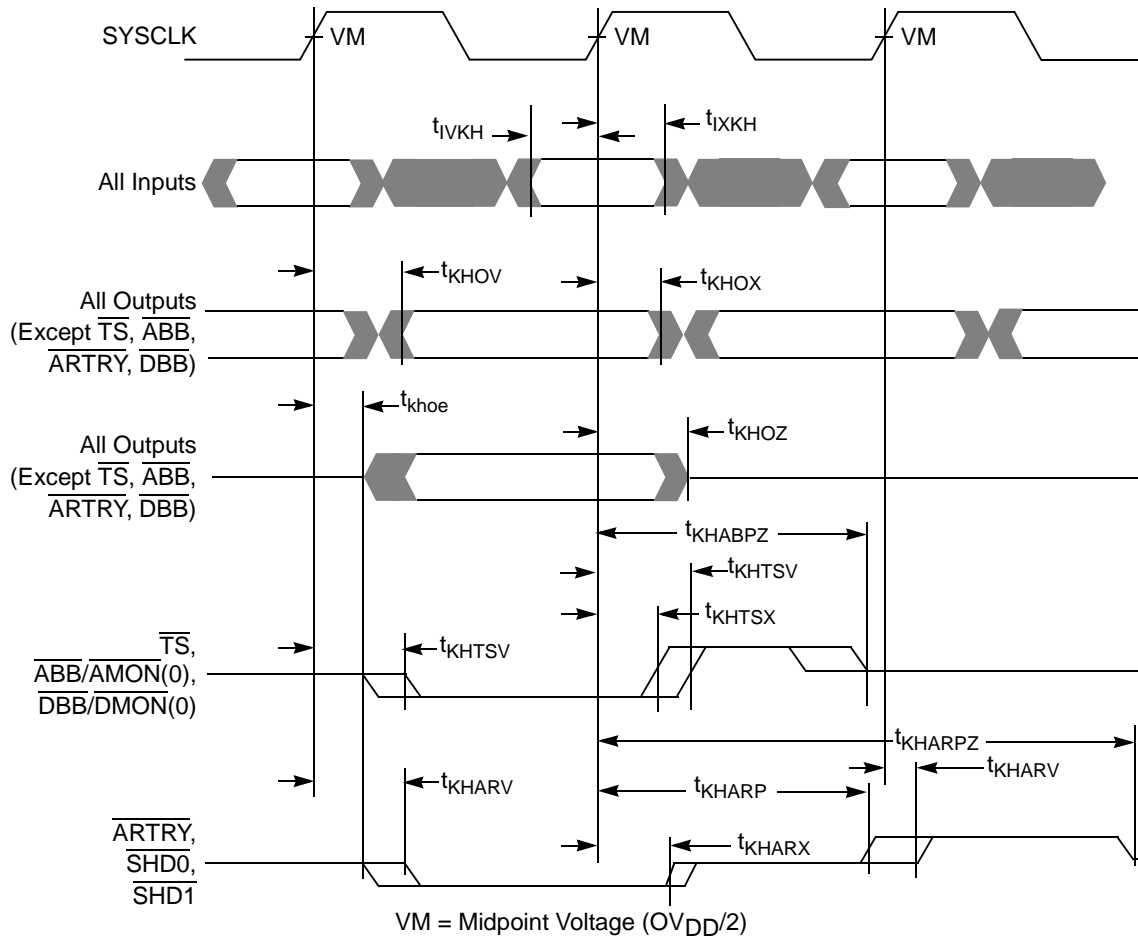 SYSCLK
VM
VM
VM
tIVKH
tIXKH
All Inputs
tKHOV
tKHOX
All Outputs
(Except TS, ABB,
ARTRY, DBB)
tkhoe
tKHOZ
All Outputs
(Except TS, ABB,
ARTRY, DBB)
tKHABPZ
tKHTSV
tKHTSX
TS,
ABB/AMON(0),
DBB/DMON(0)
tKHTSV
tKHARPZ
tKHARV
tKHARP
tKHARV
ARTRY,
SHD0,
SHD1
tKHARX
VM = Midpoint Voltage (OVDD/2)